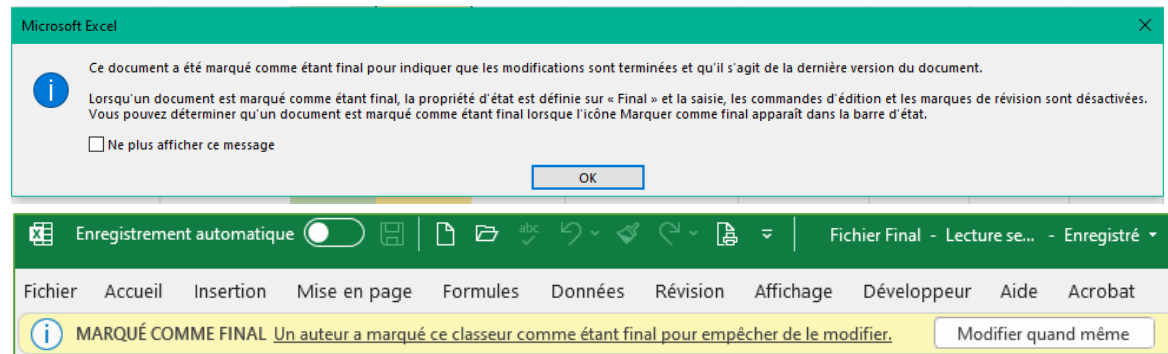 Microsoft Excel
Ce document a été marqué comme étant final pour indiquer que les modifications sont terminées et qu'il s'agit de la dernière version du document.
Lorsqu'un document est marqué comme étant final, la propriété d'état est définie sur « Final » et la saisie, les commandes d'édition et les marques de révision sont désactivées.
Vous pouvez déterminer qu'un document est marqué comme étant final lorsque l'icône Marquer comme final apparaît dans la barre d'état.
Ne plus afficher ce message
OK
Enregistrement automatique abc Fichier Final - Lecture se... - Enregistré
Fichier Accueil Insertion Mise en page Formules Données Révision Affichage Développeur Aide Acrobat
MARQUÉ COMME FINAL Un auteur a marqué ce classeur comme étant final pour empêcher de le modifier. Modifier quand même